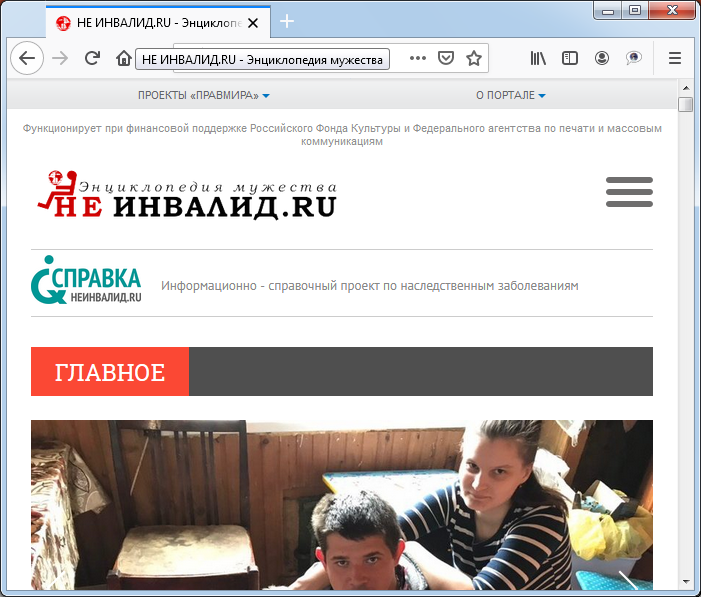 НЕ ИНВАЛИД.RU - Энциклопе
НЕ ИНВАЛИД.RU - Энциклопедия мужества
ПРОЕКТЫ «ПРАВМИРА» О ПОРТАЛЕ
Функционирует при финансовой поддержке Российского Фонда Культуры и Федерального агентства по печати и массовым
коммуникациям
Энциклопедия мужества
НЕ ИНВАЛИД.RU
СПРАВКА
НЕИНВАЛИД.RU
Информационно - справочный проект по наследственным заболеваниям
ГЛАВНОЕ